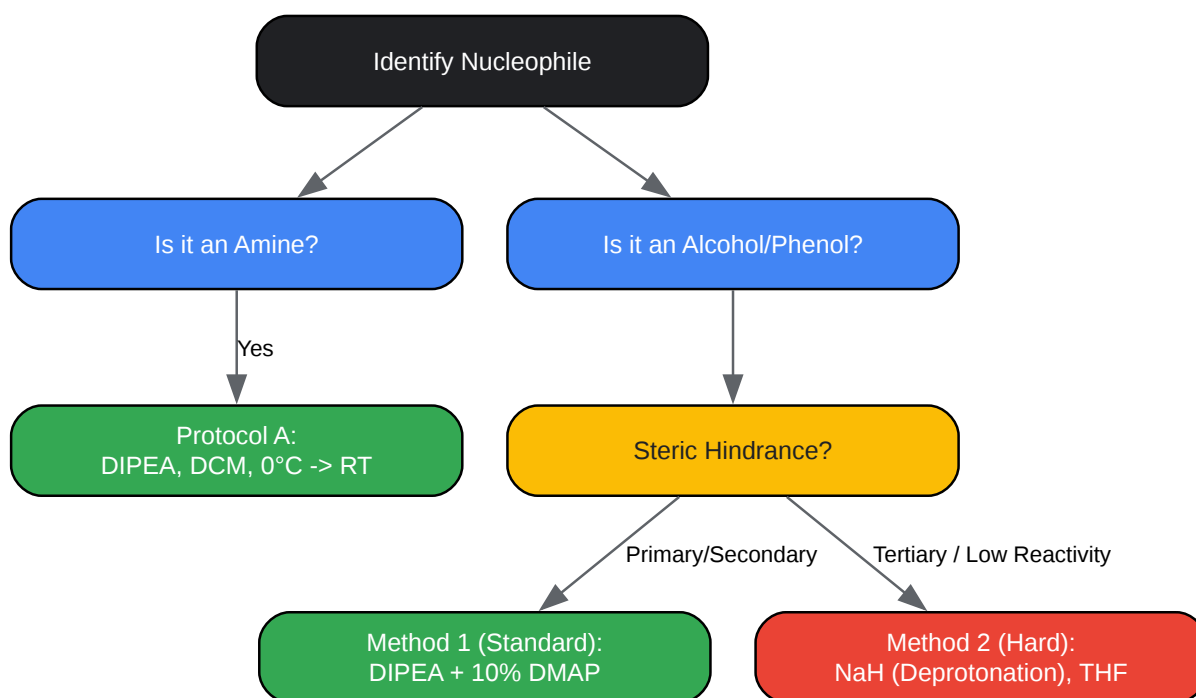 Identify Nucleophile
Is it an Amine?
Is it an Alcohol/Phenol?
Yes
Protocol A:
DIPEA, DCM, 0°C -> RT
Steric Hindrance?
Primary/Secondary
Tertiary / Low Reactivity
Method 1 (Standard):
DIPEA + 10% DMAP
Method 2 (Hard):
NaH (Deprotonation), THF